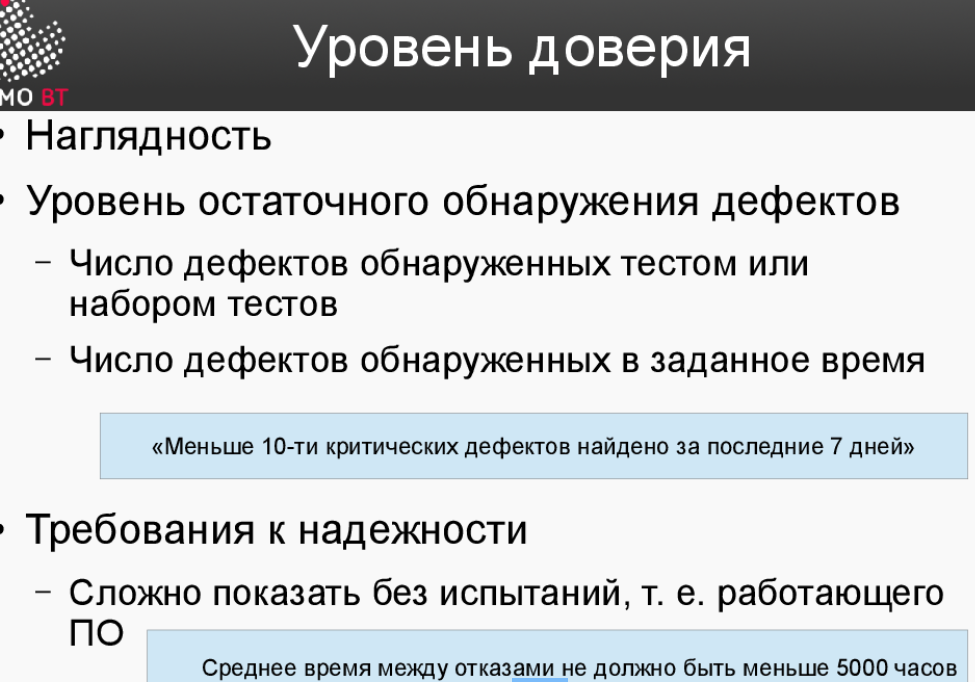 Уровень доверия
МО ВТ
• Наглядность
• Уровень остаточного обнаружения дефектов
– Число дефектов обнаруженных тестом или
набором тестов
– Число дефектов обнаруженных в заданное время
«Меньше 10-ти критических дефектов найдено за последние 7 дней»
• Требования к надежности
– Сложно показать без испытаний, т. е. работающего
ПО
Среднее время между отказами не должно быть меньше 5000 часов